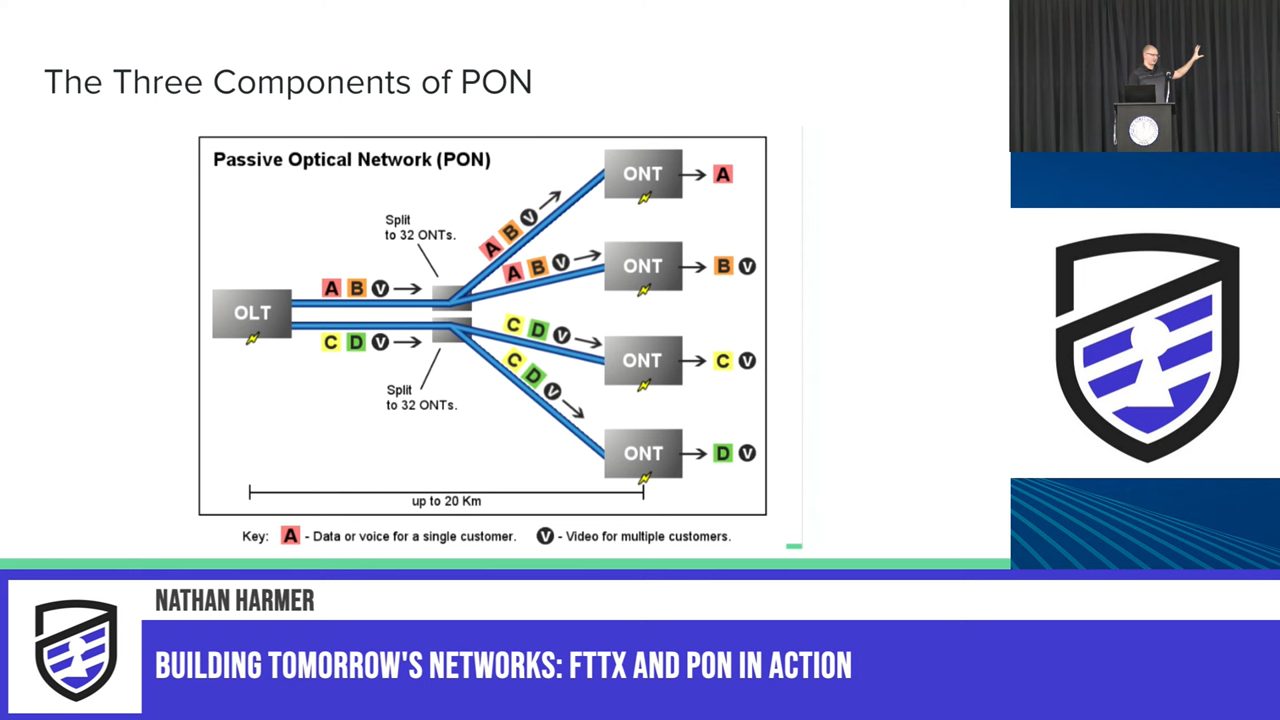 The Three Components of PON
Passive Optical Network (PON)
Split
to 32 ONTs.
OLT
A B V
C D V
A B V
A B V
C D V
C D V
ONT
A
ONT
B V
ONT
C V
ONT
D V
Split
to 32 ONTs.
up to 20 Km
Key: A - Data or voice for a single customer. V - Video for multiple customers.
NATHAN HARMER
BUILDING TOMORROW'S NETWORKS: FTTX AND PON IN ACTION